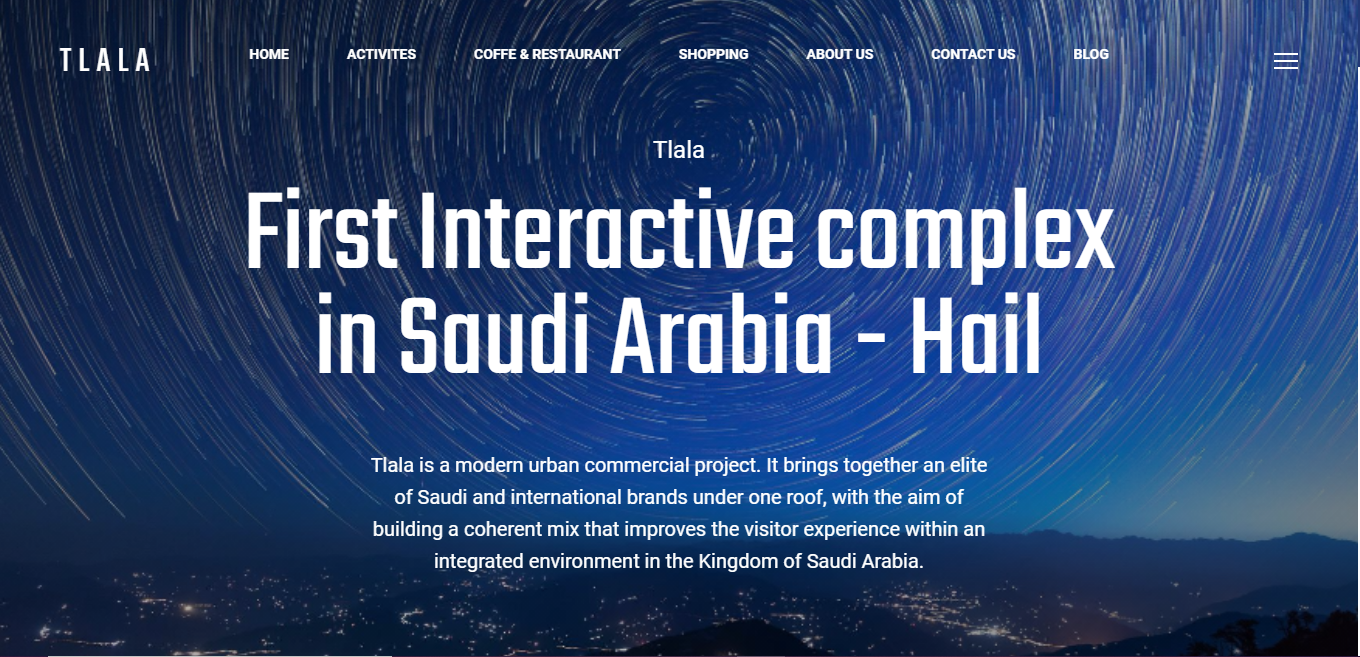 TLALA
HOME ACTIVITES COFFE & RESTAURANT SHOPPING ABOUT US CONTACT US BLOG
Tlala
First Interactive complex
in Saudi Arabia - Hail
Tlala is a modern urban commercial project. It brings together an elite
of Saudi and international brands under one roof, with the aim of
building a coherent mix that improves the visitor experience within an
integrated environment in the Kingdom of Saudi Arabia.